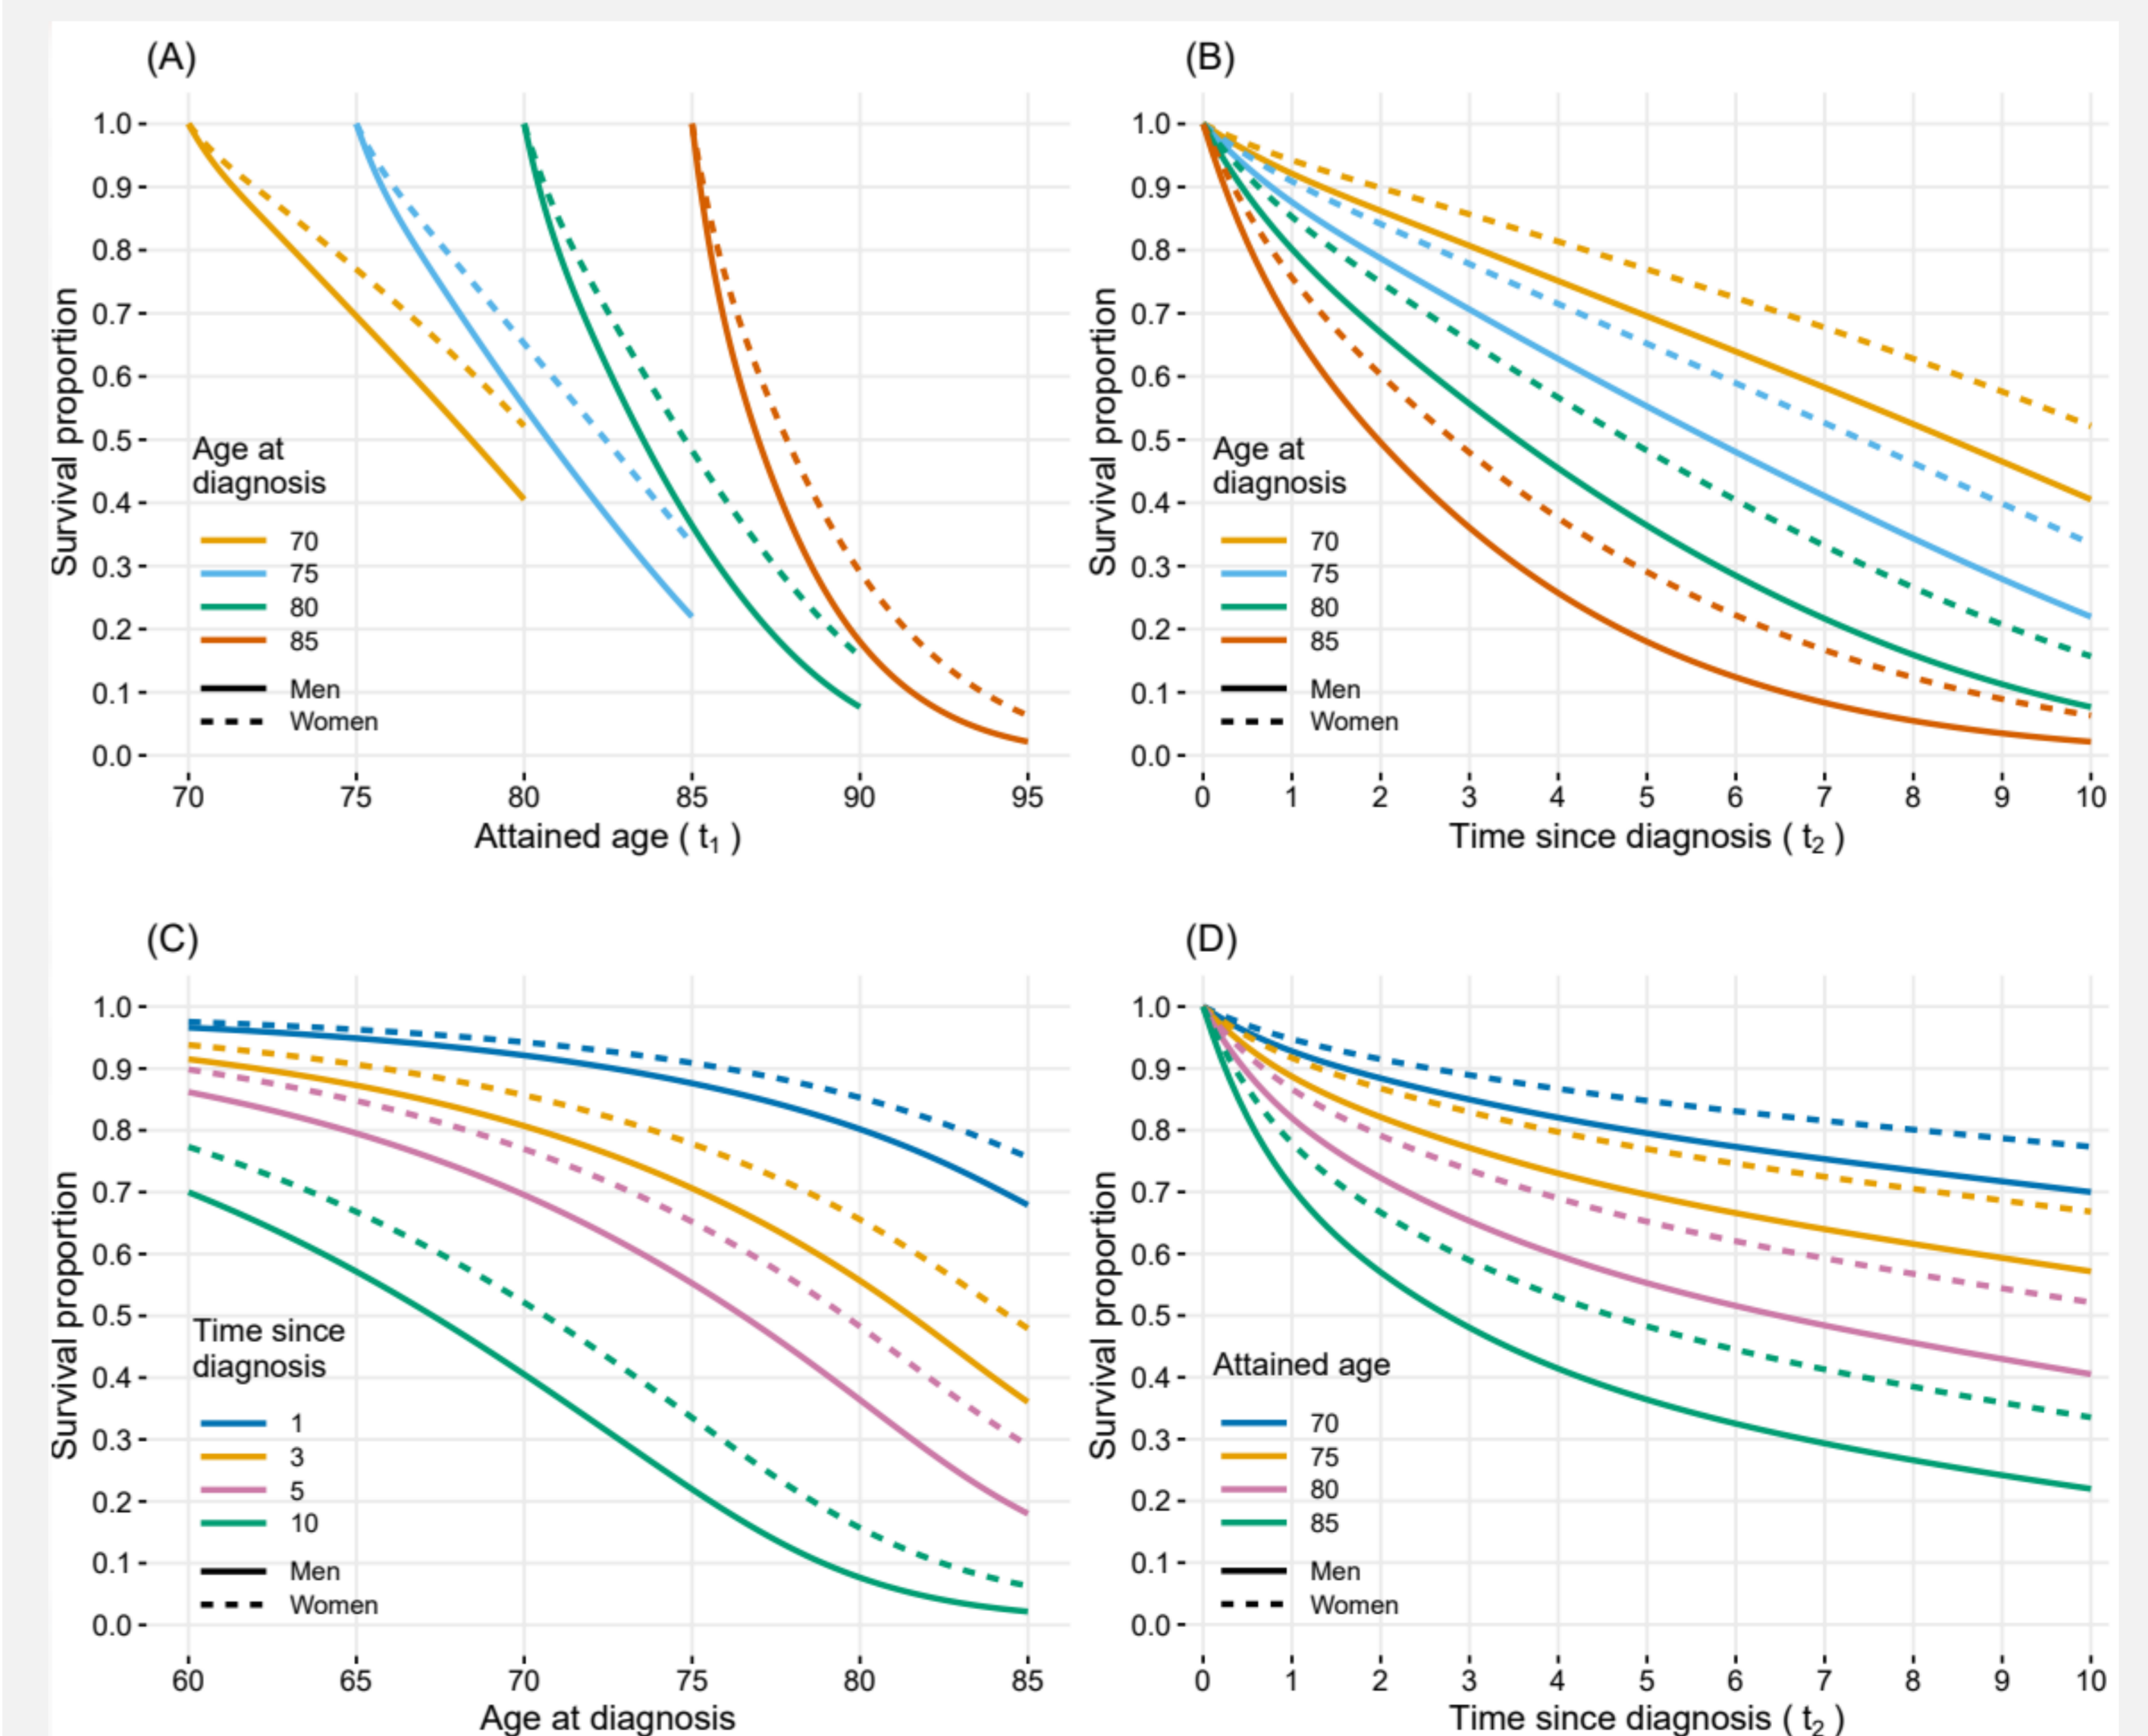 (A)
1.0
0.9
0.8
0.7
0.6
0.5
0.4
0.3
0.2
0.1
0.0
Survival proportion
Age at
diagnosis
70
75
80
85
Men
Women
70 75 80 85 90 95
Attained age ( t₁ )
(B)
1.0
0.9
0.8
0.7
0.6
0.5
0.4
0.3
0.2
0.1
0.0
Survival proportion
Age at
diagnosis
70
75
80
85
Men
Women
0 1 2 3 4 5 6 7 8 9 10
Time since diagnosis ( t₂ )
(C)
1.0
0.9
0.8
0.7
0.6
0.5
0.4
0.3
0.2
0.1
0.0
Survival proportion
Time since
diagnosis
1
3
5
10
Men
Women
60 65 70 75 80 85
Age at diagnosis
(D)
1.0
0.9
0.8
0.7
0.6
0.5
0.4
0.3
0.2
0.1
0.0
Survival proportion
Attained age
70
75
80
85
Men
Women
0 1 2 3 4 5 6 7 8 9 10
Time since diagnosis ( t₂ )